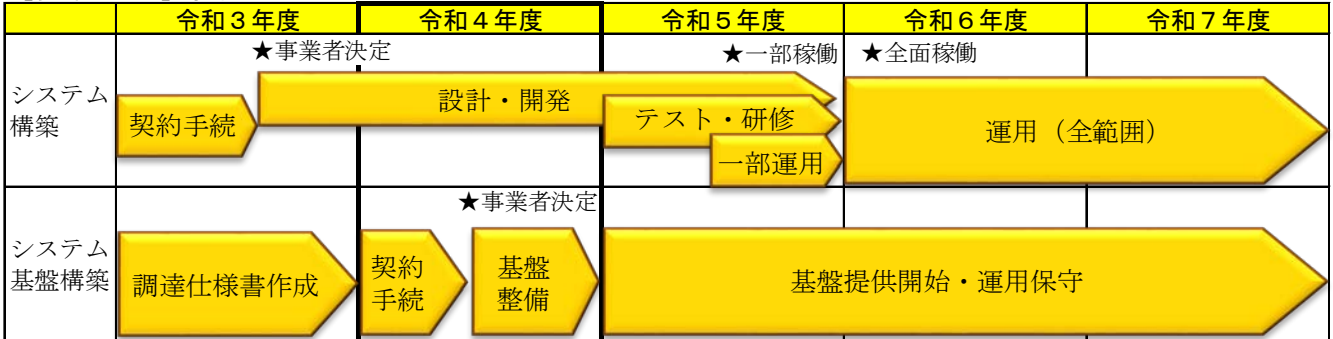 令和３年度 令和４年度 令和５年度 令和６年度 令和７年度
★事業者決定 ★一部稼働 ★全面稼働
システム
構築
契約手続
設計・開発
テスト・研修
一部運用
運用（全範囲）
★事業者決定
システム
基盤構築
調達仕様書作成
契約
手続
基盤
整備
基盤提供開始・運用保守